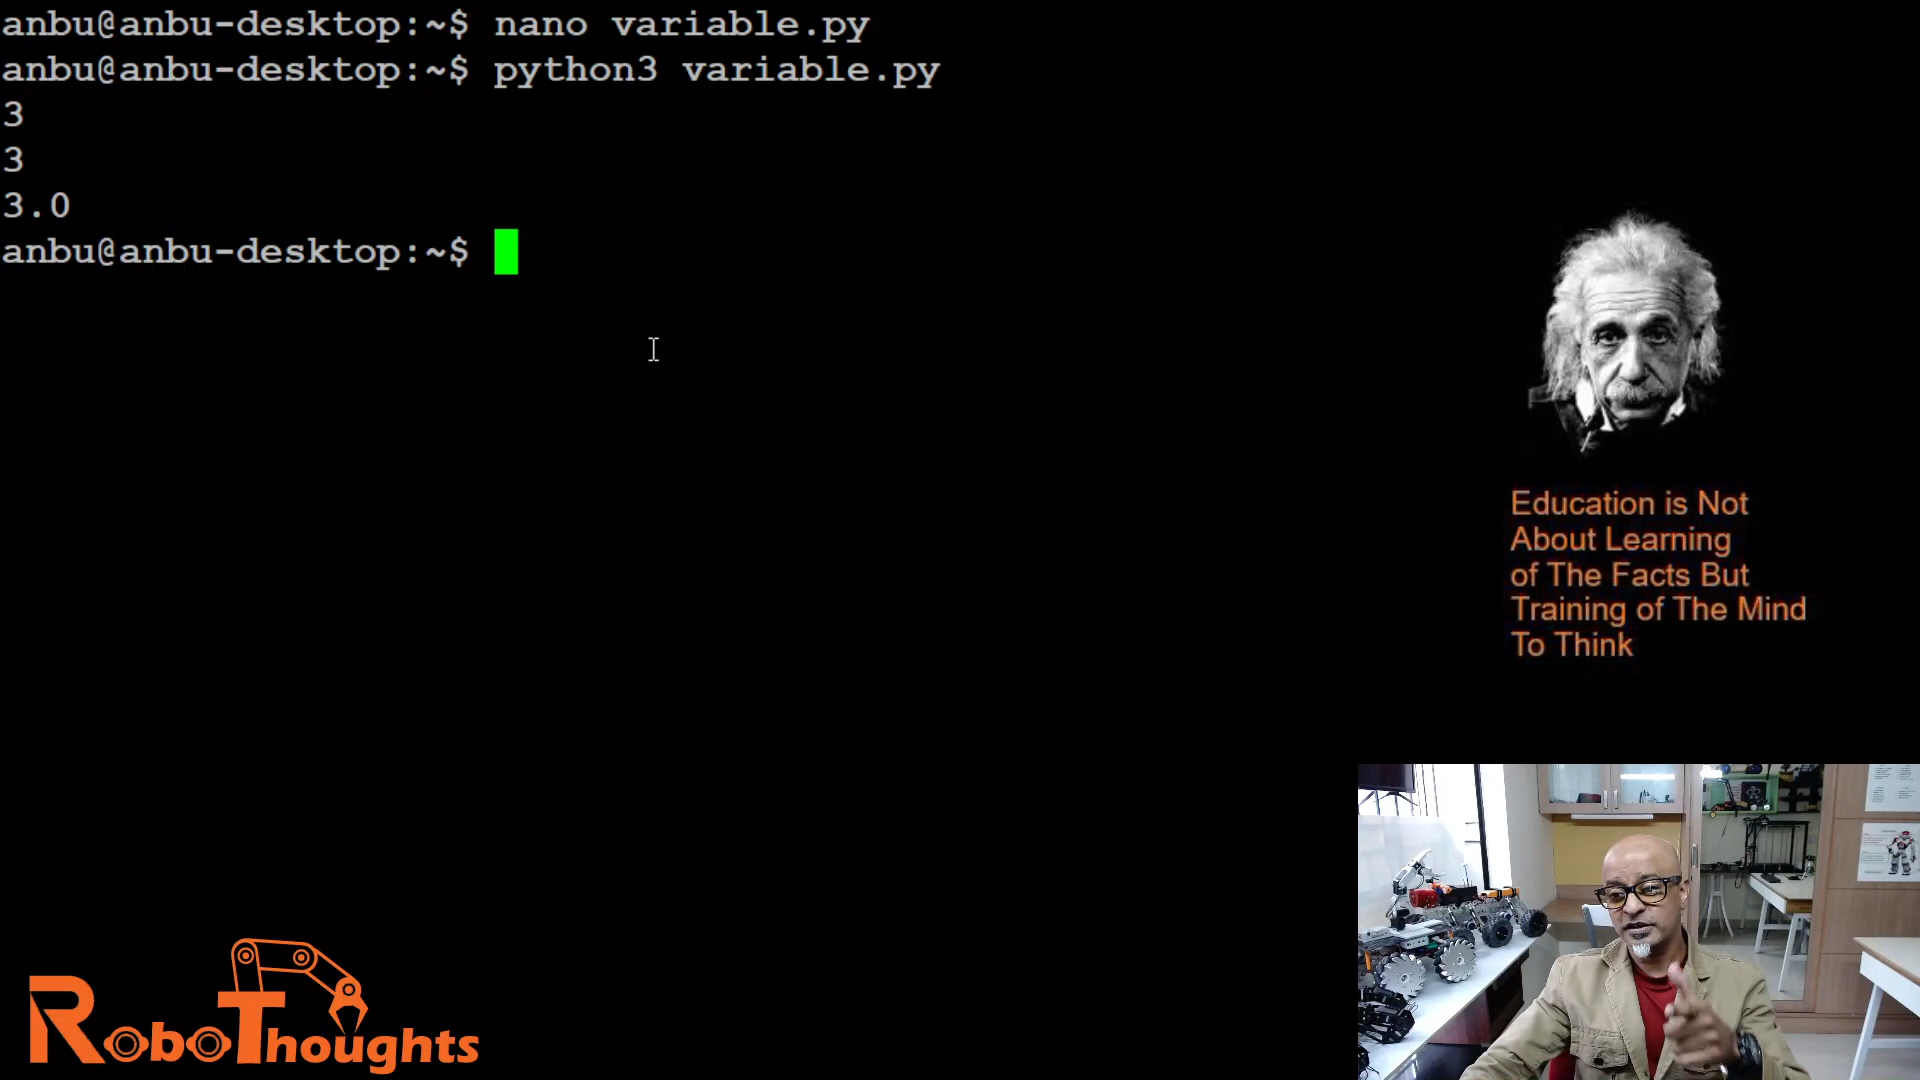 anbu@anbu-desktop:~$ nano variable.py
anbu@anbu-desktop:~$ python3 variable.py
3
3
3.0
anbu@anbu-desktop:~$
Education is Not
About Learning
of The Facts But
Training of The Mind
To Think
RoboThoughts